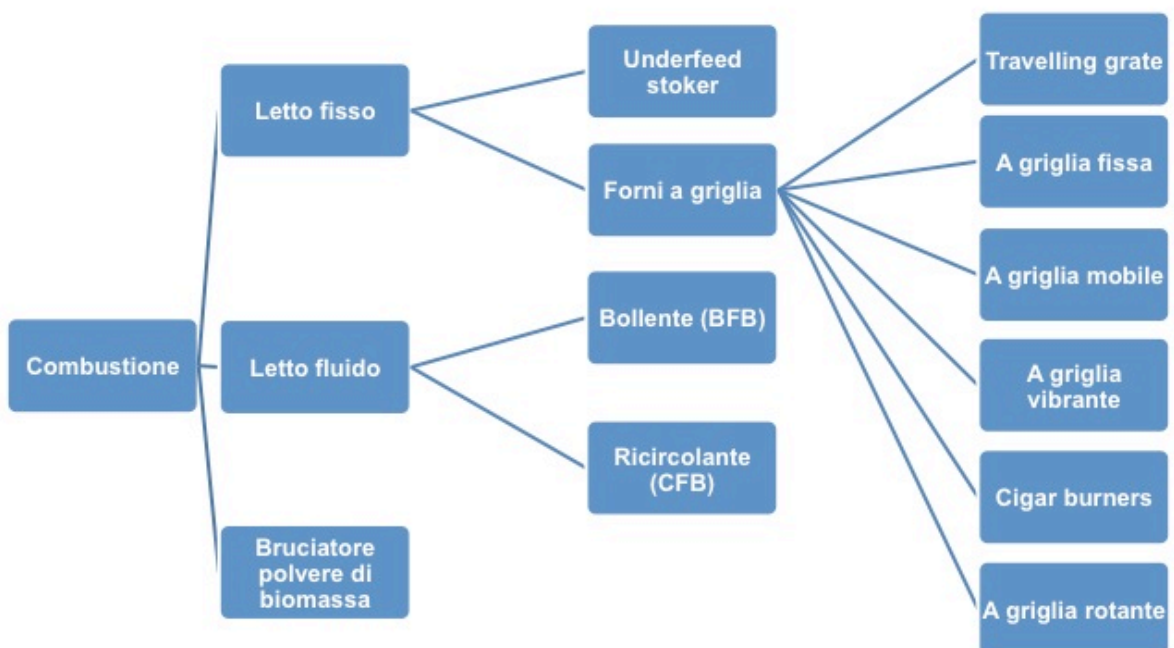 Combustione
Letto fisso
Letto fluido
Bruciatore
polvere di
biomassa
Underfeed
stoker
Forni a griglia
Bollente (BFB)
Ricircolante
(CFB)
Travelling grate
A griglia fissa
A griglia mobile
A griglia
vibrante
Cigar burners
A griglia rotante